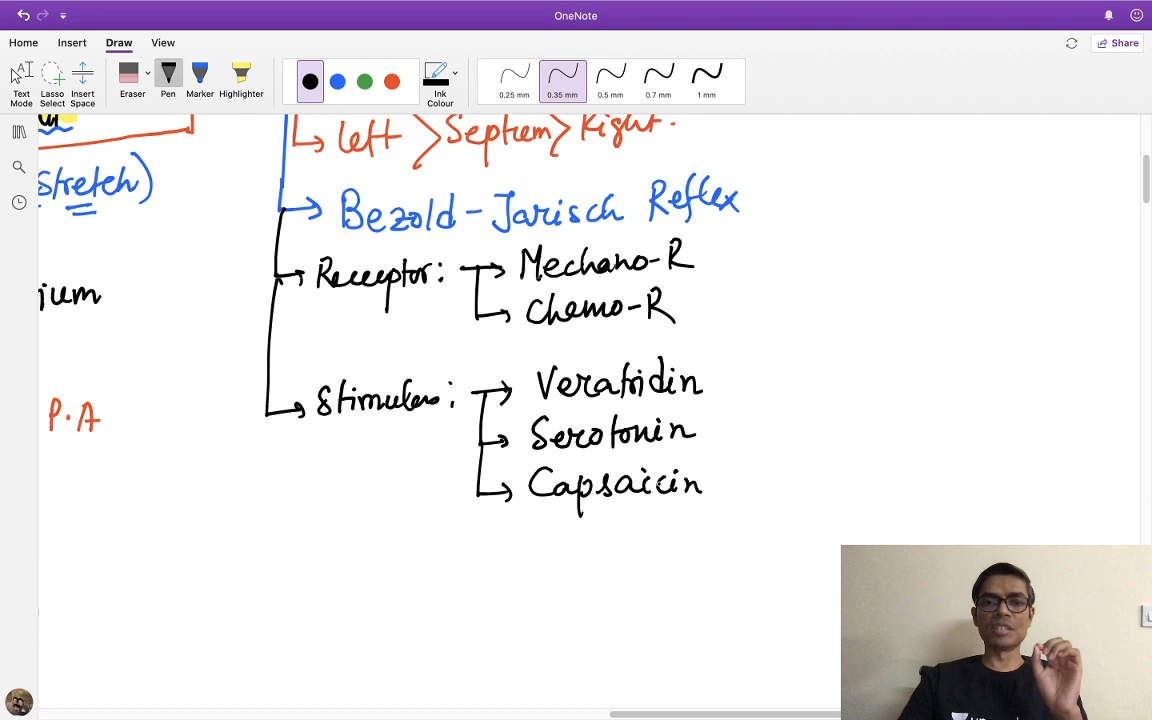 OneNote
Home Insert Draw View
Share
Text Mode
Lasso Select
Insert Space
Eraser
Pen
Marker
Highlighter
Ink Colour
0.25 mm
0.35 mm
0.5 mm
0.7 mm
1 mm
Left > Septum > Right.
stretch)
Bezold-Jarisch Reflex
Receptor: Mechano-R
Chemo-R
ium
Stimulus: Veratridin
P.A
Serotonin
Capsaicin